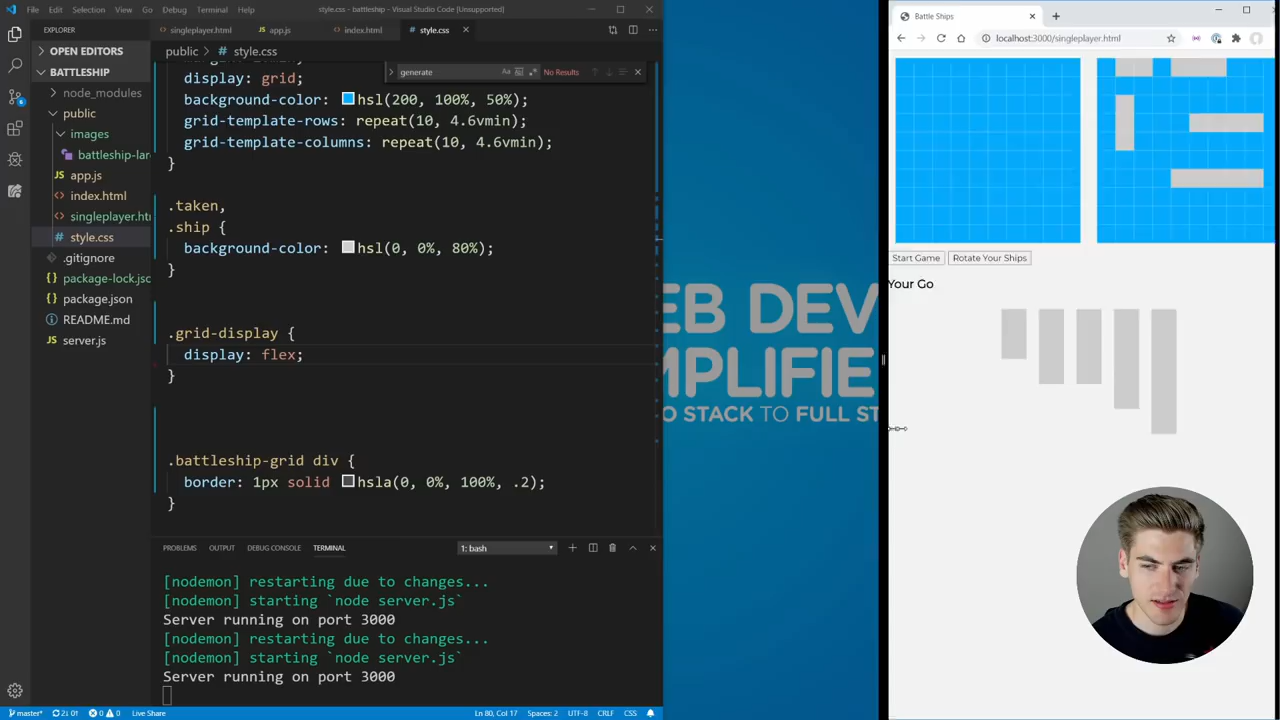 File Edit Selection View Go Debug Terminal Help
style.css - battleship - Visual Studio Code [Unsupported]
EXPLORER
OPEN EDITORS
BATTLESHIP
node_modules
public
images
battleship-lar
app.js
index.html
singleplayer.htm
style.css
.gitignore
package-lock.jsc
package.json
README.md
server.js
singleplayer.html
app.js
index.html
style.css
public > style.css
generate
Aa
No Results
display: grid;
background-color: hsl(200, 100%, 50%);
grid-template-rows: repeat(10, 4.6vmin);
grid-template-columns: repeat(10, 4.6vmin);
}
.taken,
.ship {
background-color: hsl(0, 0%, 80%);
}
.grid-display {
display: flex;
}
.battleship-grid div {
border: 1px solid hsla(0, 0%, 100%, .2);
}
PROBLEMS OUTPUT DEBUG CONSOLE TERMINAL
1: bash
[nodemon] restarting due to changes...
[nodemon] starting `node server.js`
Server running on port 3000
[nodemon] restarting due to changes...
[nodemon] starting `node server.js`
Server running on port 3000
master* 2↓ 0↑ 0 0 Live Share
Ln 80, Col 17 Spaces: 2 UTF-8 CRLF CSS
EB DEV
MPLIFIE
O STACK TO FULL ST
Battle Ships
localhost:3000/singleplayer.html
Start Game
Rotate Your Ships
Your Go